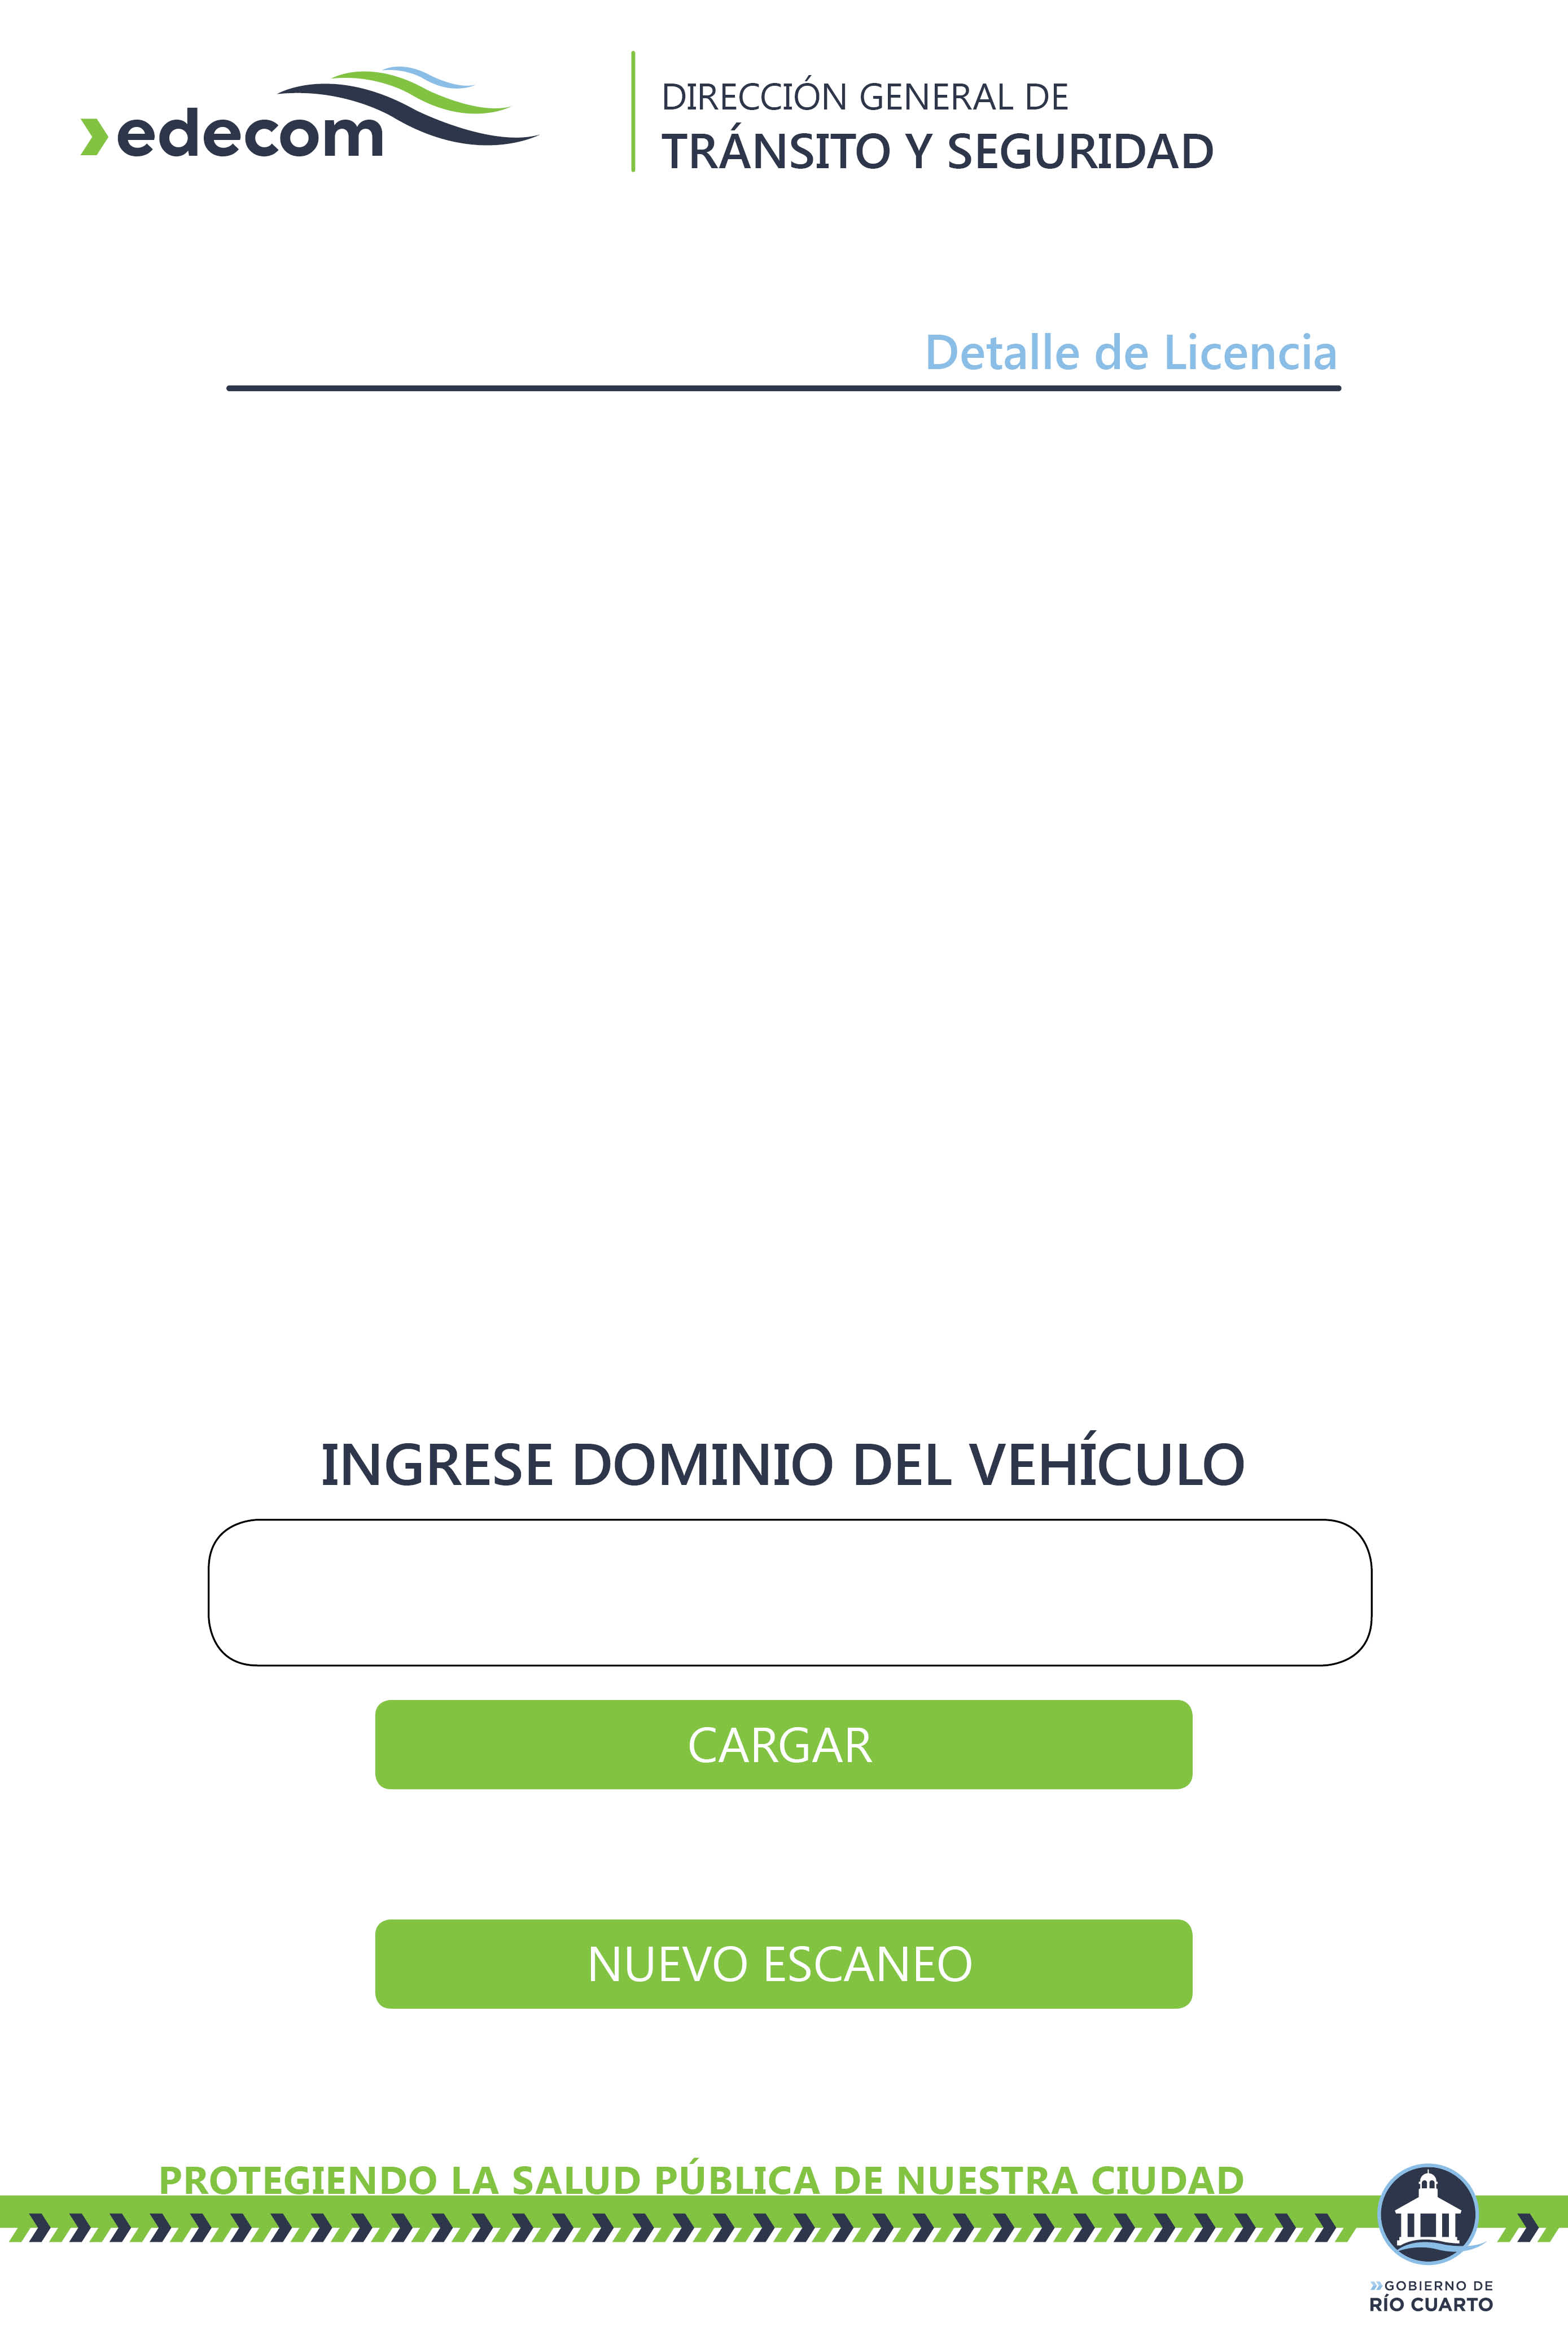 edecom
DIRECCIÓN GENERAL DE
TRÁNSITO Y SEGURIDAD
Detalle de Licencia
INGRESE DOMINIO DEL VEHÍCULO
CARGAR
NUEVO ESCANEO
PROTEGIENDO LA SALUD PÚBLICA DE NUESTRA CIUDAD
GOBIERNO DE
RÍO CUARTO